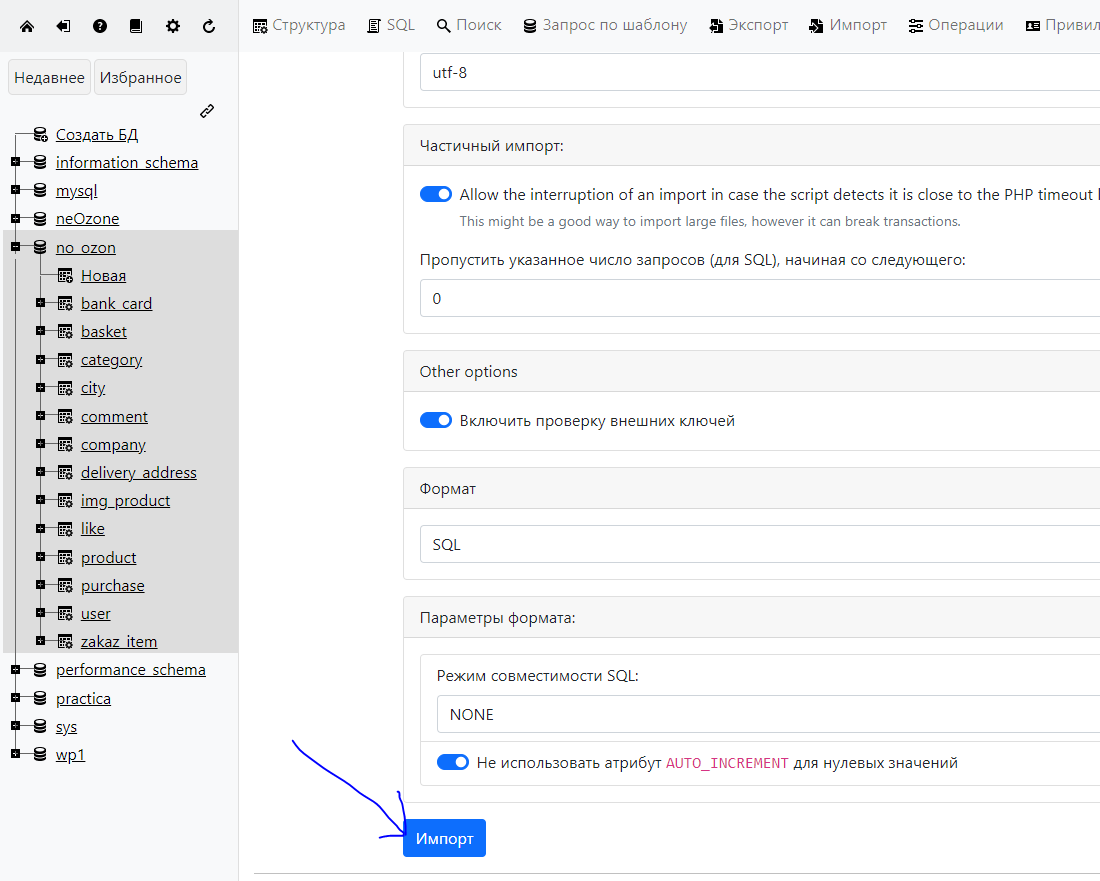 Структура SQL Поиск Запрос по шаблону Экспорт Импорт Операции Привил
Недавнее Избранное
Создать БД
information_schema
mysql
neOzone
no_ozon
Новая
bank_card
basket
category
city
comment
company
delivery_address
img_product
like
product
purchase
user
zakaz_item
performance_schema
practica
sys
wp1
utf-8
Частичный импорт:
Allow the interruption of an import in case the script detects it is close to the PHP timeout
This might be a good way to import large files, however it can break transactions.
Пропустить указанное число запросов (для SQL), начиная со следующего:
0
Other options
Включить проверку внешних ключей
Формат
SQL
Параметры формата:
Режим совместимости SQL:
NONE
Не использовать атрибут AUTO_INCREMENT для нулевых значений
Импорт